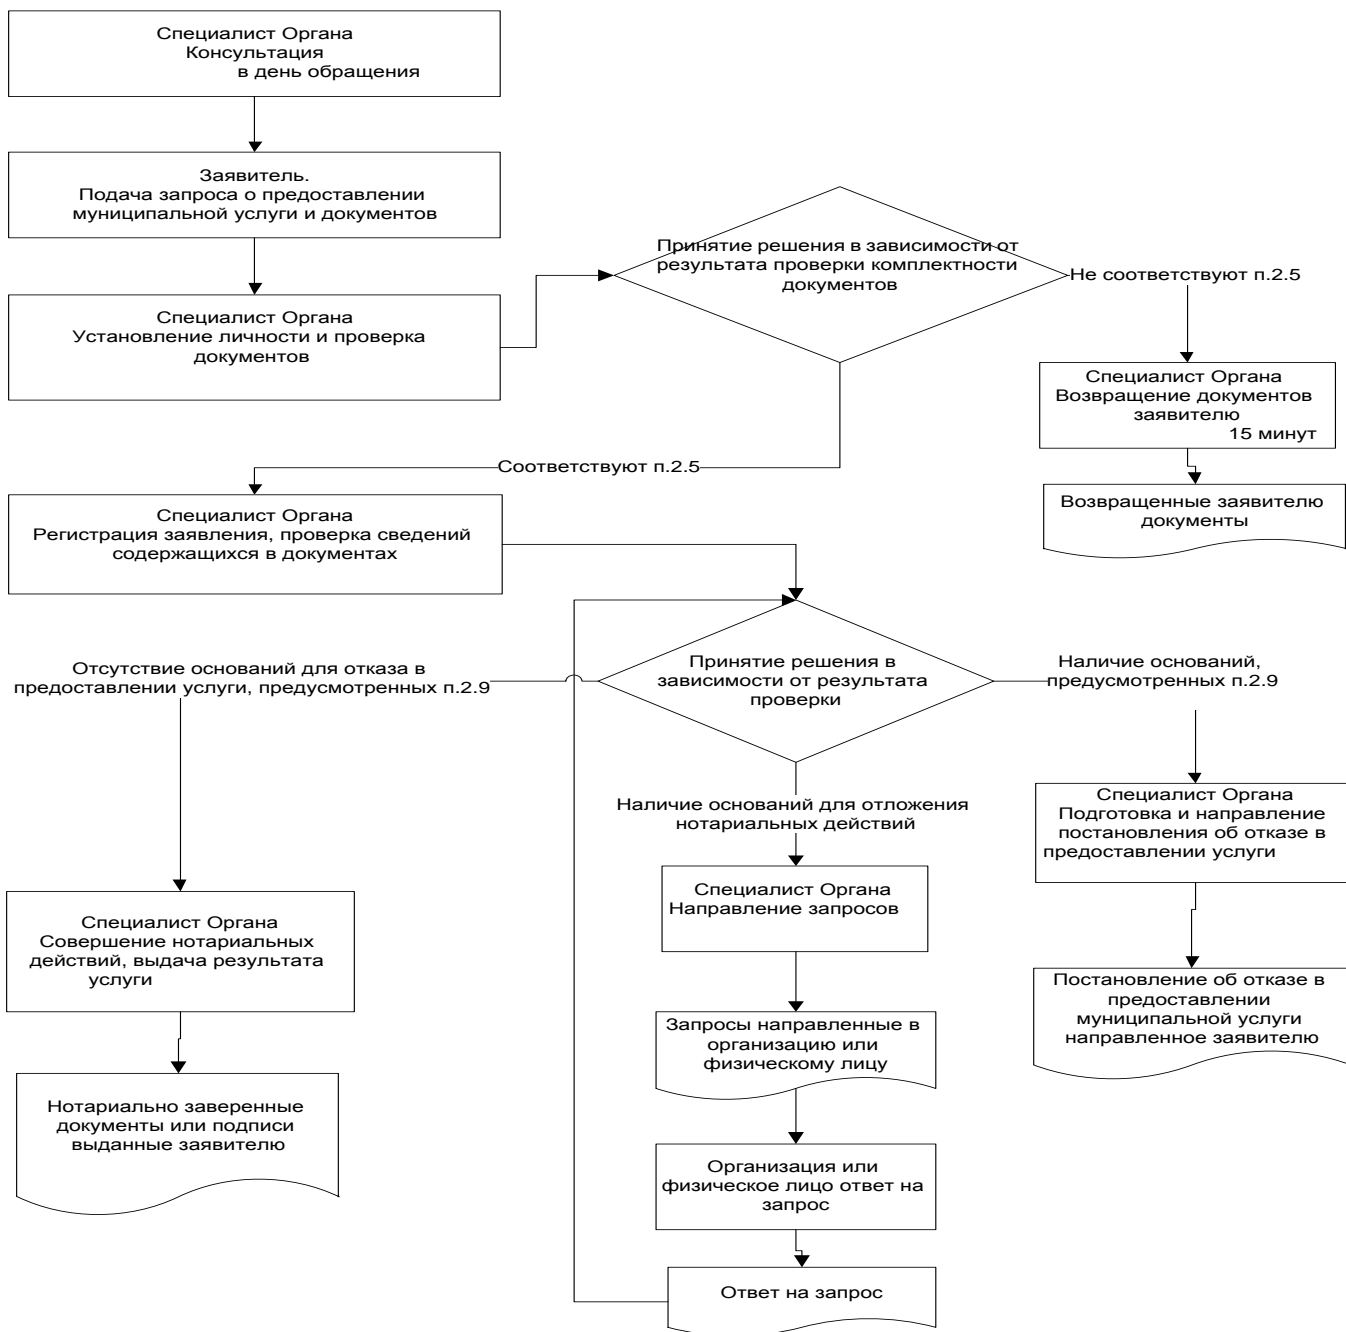 Специалист Органа
Консультация
в день обращения
Заявитель.
Подача запроса о предоставлении
муниципальной услуги и документов
Специалист Органа
Установление личности и проверка
документов
Принятие решения в зависимости от
результата проверки комплектности
документов
Не соответствуют п.2.5
Специалист Органа
Возвращение документов
заявителю
15 минут
Возвращенные заявителю
документы
Соответствуют п.2.5
Специалист Органа
Регистрация заявления, проверка сведений
содержащихся в документах
Принятие решения в
зависимости от результата
проверки
Отсутствие оснований для отказа в
предоставлении услуги, предусмотренных п.2.9
Наличие оснований,
предусмотренных п.2.9
Наличие оснований для отложения
нотариальных действий
Специалист Органа
Совершение нотариальных
действий, выдача результата
услуги
Нотариально заверенные
документы или подписи
выданные заявителю
Специалист Органа
Направление запросов
Запросы направленные в
организацию или
физическому лицу
Организация или
физическое лицо ответ на
запрос
Ответ на запрос
Специалист Органа
Подготовка и направление
постановления об отказе в
предоставлении услуги
Постановление об отказе в
предоставлении
муниципальной услуги
направленное заявителю